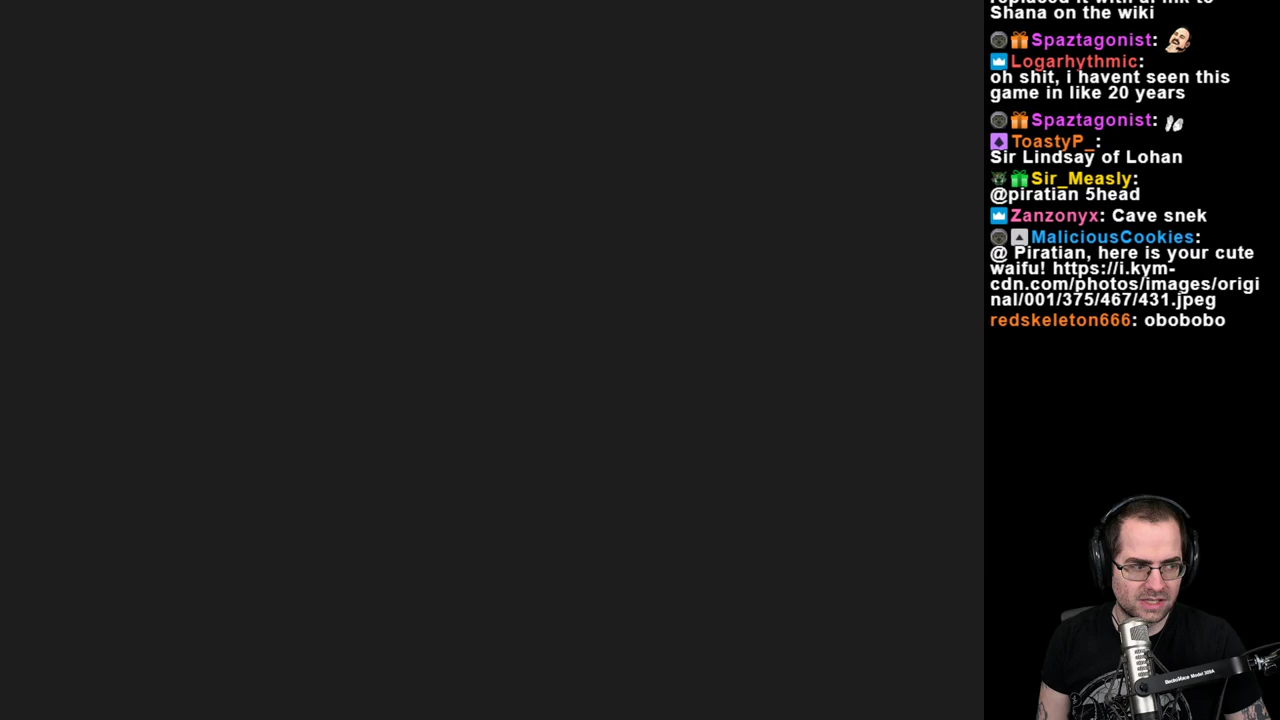 Shana on the wiki
Spaztagonist:
Logarhythmic:
oh shit, i havent seen this
game in like 20 years
Spaztagonist:
ToastyP_:
Sir Lindsay of Lohan
Sir_Measly:
@piratian 5head
Zanzonyx: Cave snek
MaliciousCookies:
@ Piratian, here is your cute
waifu! https://i.kym-
cdn.com/photos/images/origi
nal/001/375/467/431.jpeg
redskeleton666: obobobo